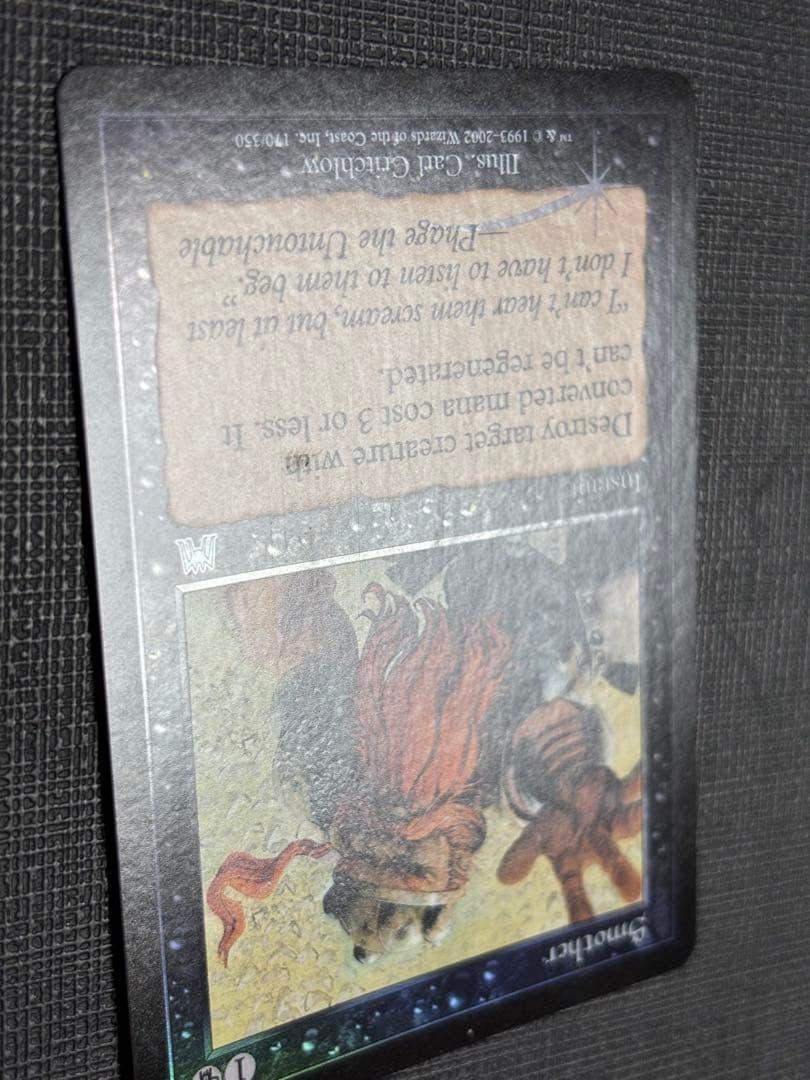 Smother
1
Instant
Destroy target creature with
converted mana cost 3 or less. It
can't be regenerated.
"I can't hear them scream, but at least
I don't have to listen to them beg."
—Phage the Untouchable
Illus. Carl Critchlow
™ & © 1993–2002 Wizards of the Coast, Inc. 170/350